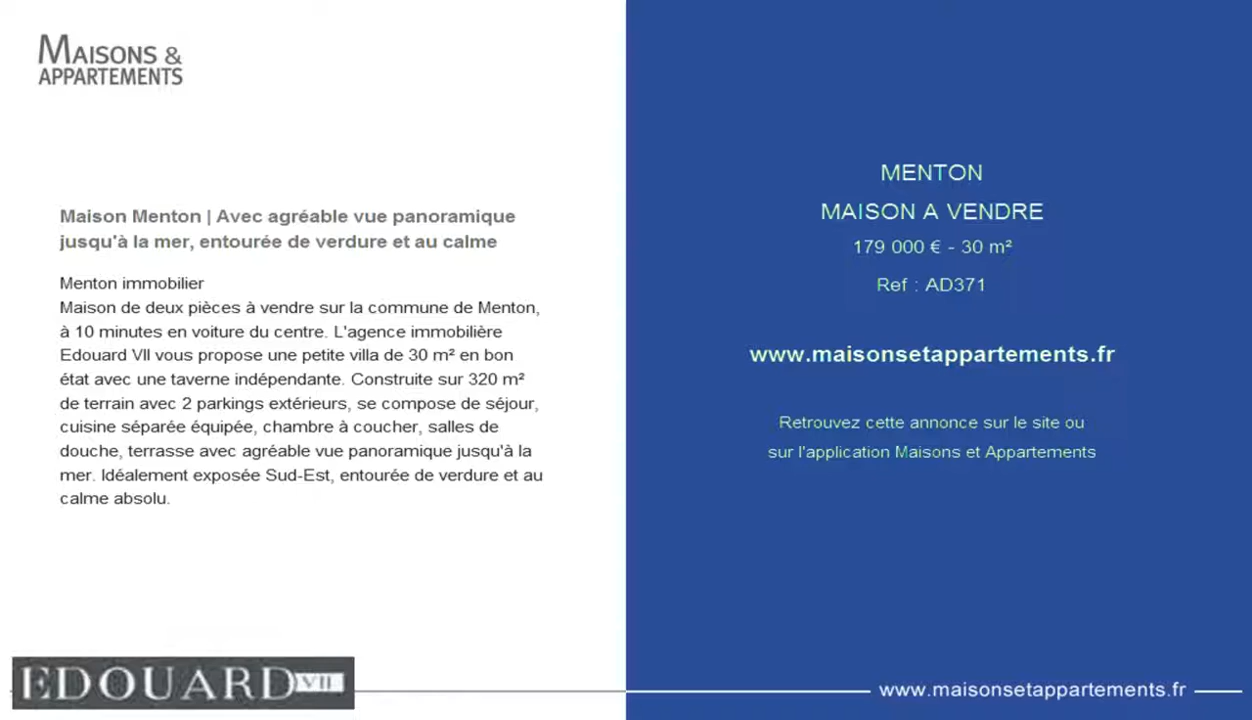 MAISONS &
APPARTEMENTS
Maison Menton | Avec agréable vue panoramique
jusqu'à la mer, entourée de verdure et au calme
Menton immobilier
Maison de deux pièces à vendre sur la commune de Menton,
à 10 minutes en voiture du centre. L'agence immobilière
Edouard VII vous propose une petite villa de 30 m² en bon
état avec une taverne indépendante. Construite sur 320 m²
de terrain avec 2 parkings extérieurs, se compose de séjour,
cuisine séparée équipée, chambre à coucher, salles de
douche, terrasse avec agréable vue panoramique jusqu'à la
mer. Idéalement exposée Sud-Est, entourée de verdure et au
calme absolu.
EDOUARD VII
MENTON
MAISON A VENDRE
179 000 € - 30 m²
Ref : AD371
www.maisonsetappartements.fr
Retrouvez cette annonce sur le site ou
sur l'application Maisons et Appartements
www.maisonsetappartements.fr